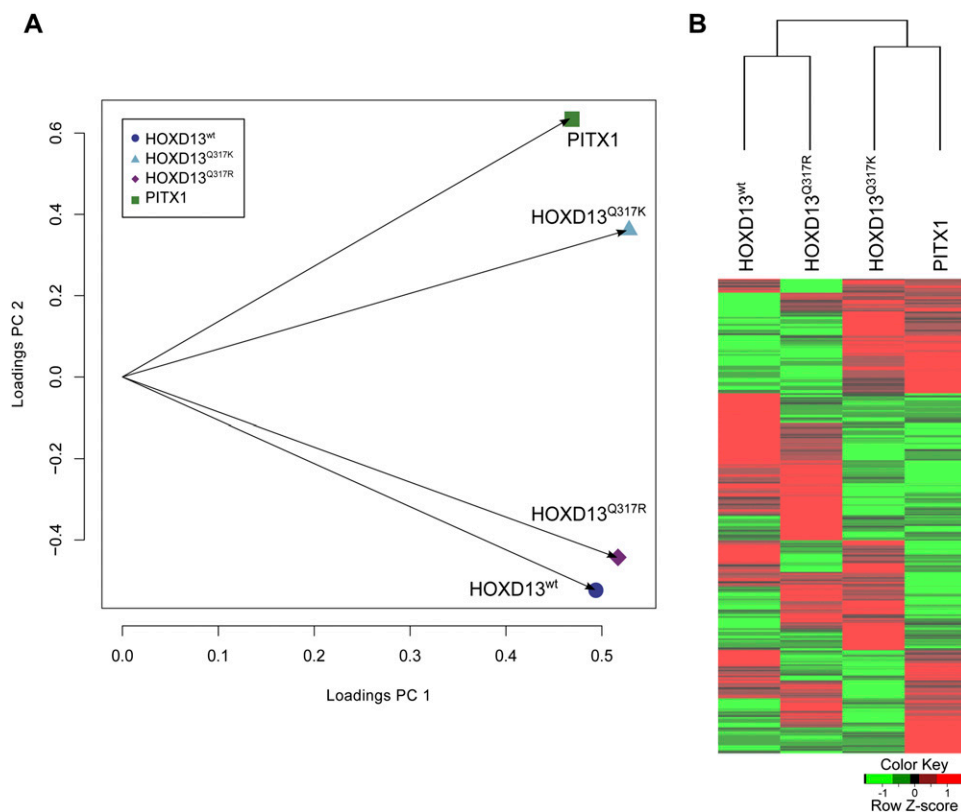 A
B
HOXD13wt
HOXD13Q317K
HOXD13Q317R
PITX1
PITX1
HOXD13Q317K
HOXD13Q317R
HOXD13wt
0.6
0.4
0.2
0.0
−0.2
−0.4
Loadings PC 2
0.0 0.1 0.2 0.3 0.4 0.5
Loadings PC 1
HOXD13wt
HOXD13Q317R
HOXD13Q317K
PITX1
Color Key
-1 0 1
Row Z-score